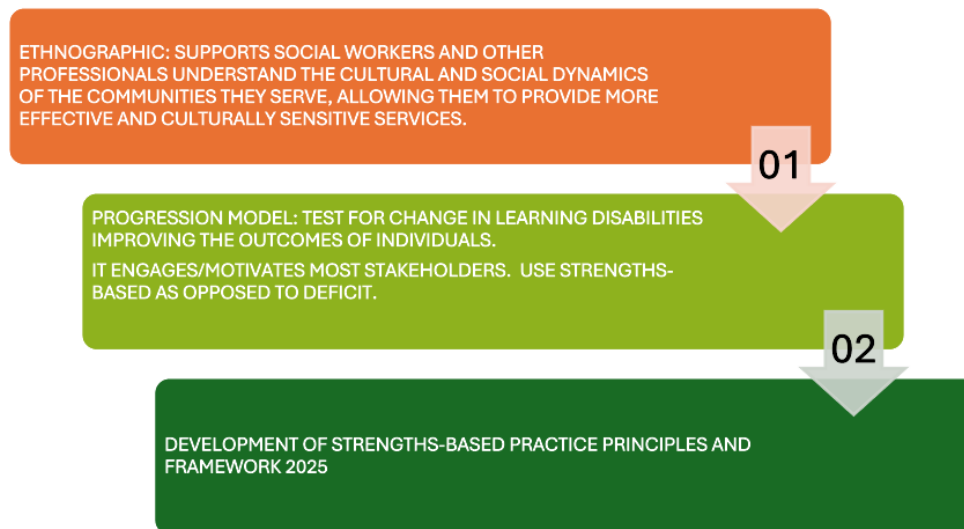 ETHNOGRAPHIC: SUPPORTS SOCIAL WORKERS AND OTHER
PROFESSIONALS UNDERSTAND THE CULTURAL AND SOCIAL DYNAMICS
OF THE COMMUNITIES THEY SERVE, ALLOWING THEM TO PROVIDE MORE
EFFECTIVE AND CULTURALLY SENSITIVE SERVICES.
01
PROGRESSION MODEL: TEST FOR CHANGE IN LEARNING DISABILITIES
IMPROVING THE OUTCOMES OF INDIVIDUALS.
IT ENGAGES/MOTIVATES MOST STAKEHOLDERS. USE STRENGTHS-
BASED AS OPPOSED TO DEFICIT.
02
DEVELOPMENT OF STRENGTHS-BASED PRACTICE PRINCIPLES AND
FRAMEWORK 2025